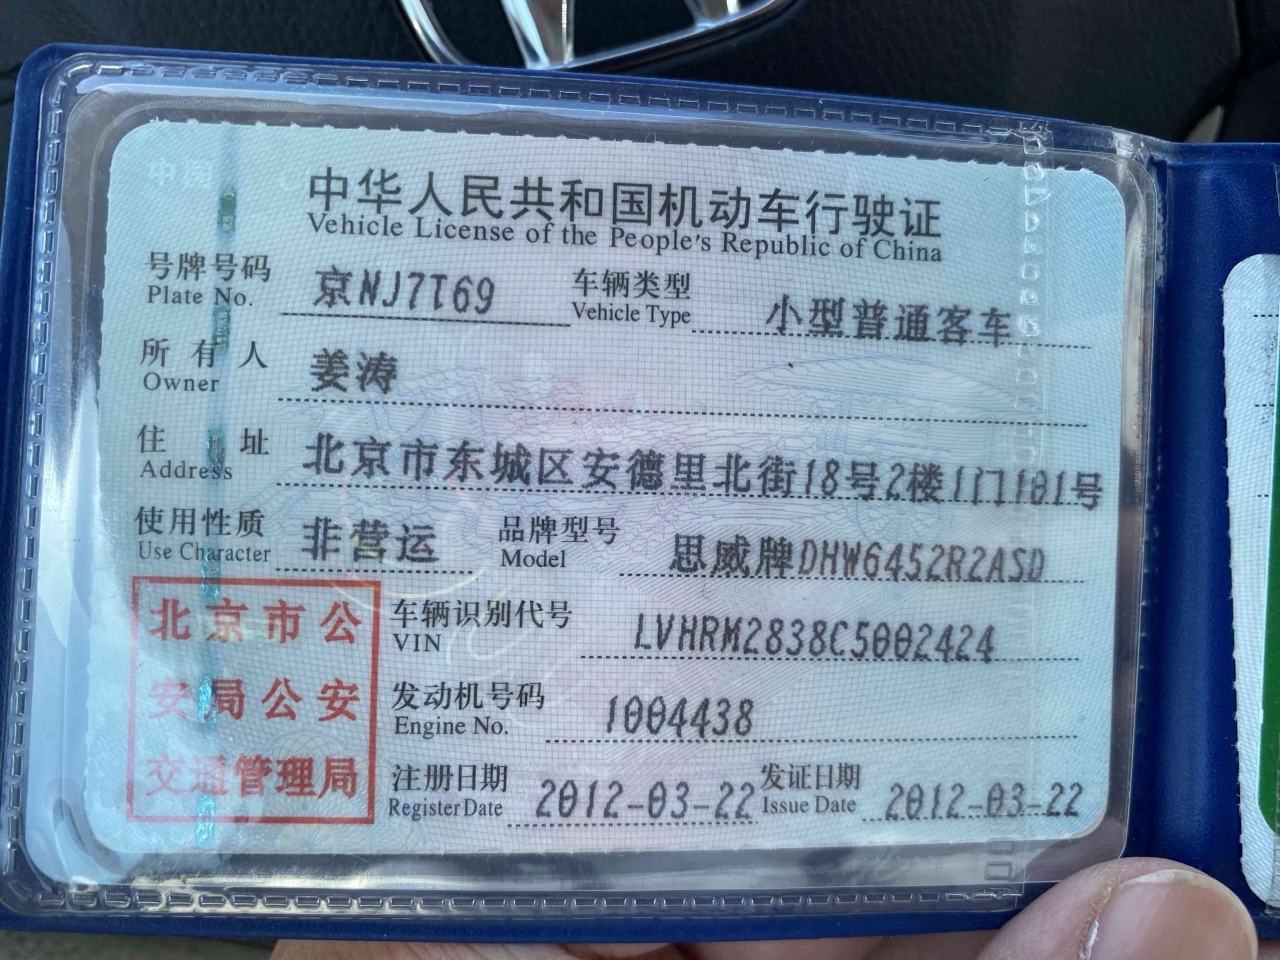 中华人民共和国机动车行驶证
Vehicle License of the People's Republic of China
号牌号码 京NJ7T69 车辆类型 小型普通客车
Plate No. Vehicle Type
所有人 姜涛
Owner
住址 北京市东城区安德里北街18号2楼1门101号
Address
使用性质 非营运 品牌型号 思威牌DHW6452R2ASD
Use Character Model
北京市公
安局公安
交通管理局
车辆识别代号 LVHRM2838C5002424
VIN
发动机号码 1004438
Engine No.
注册日期 2012-03-22 发证日期 2012-03-22
Register Date Issue Date